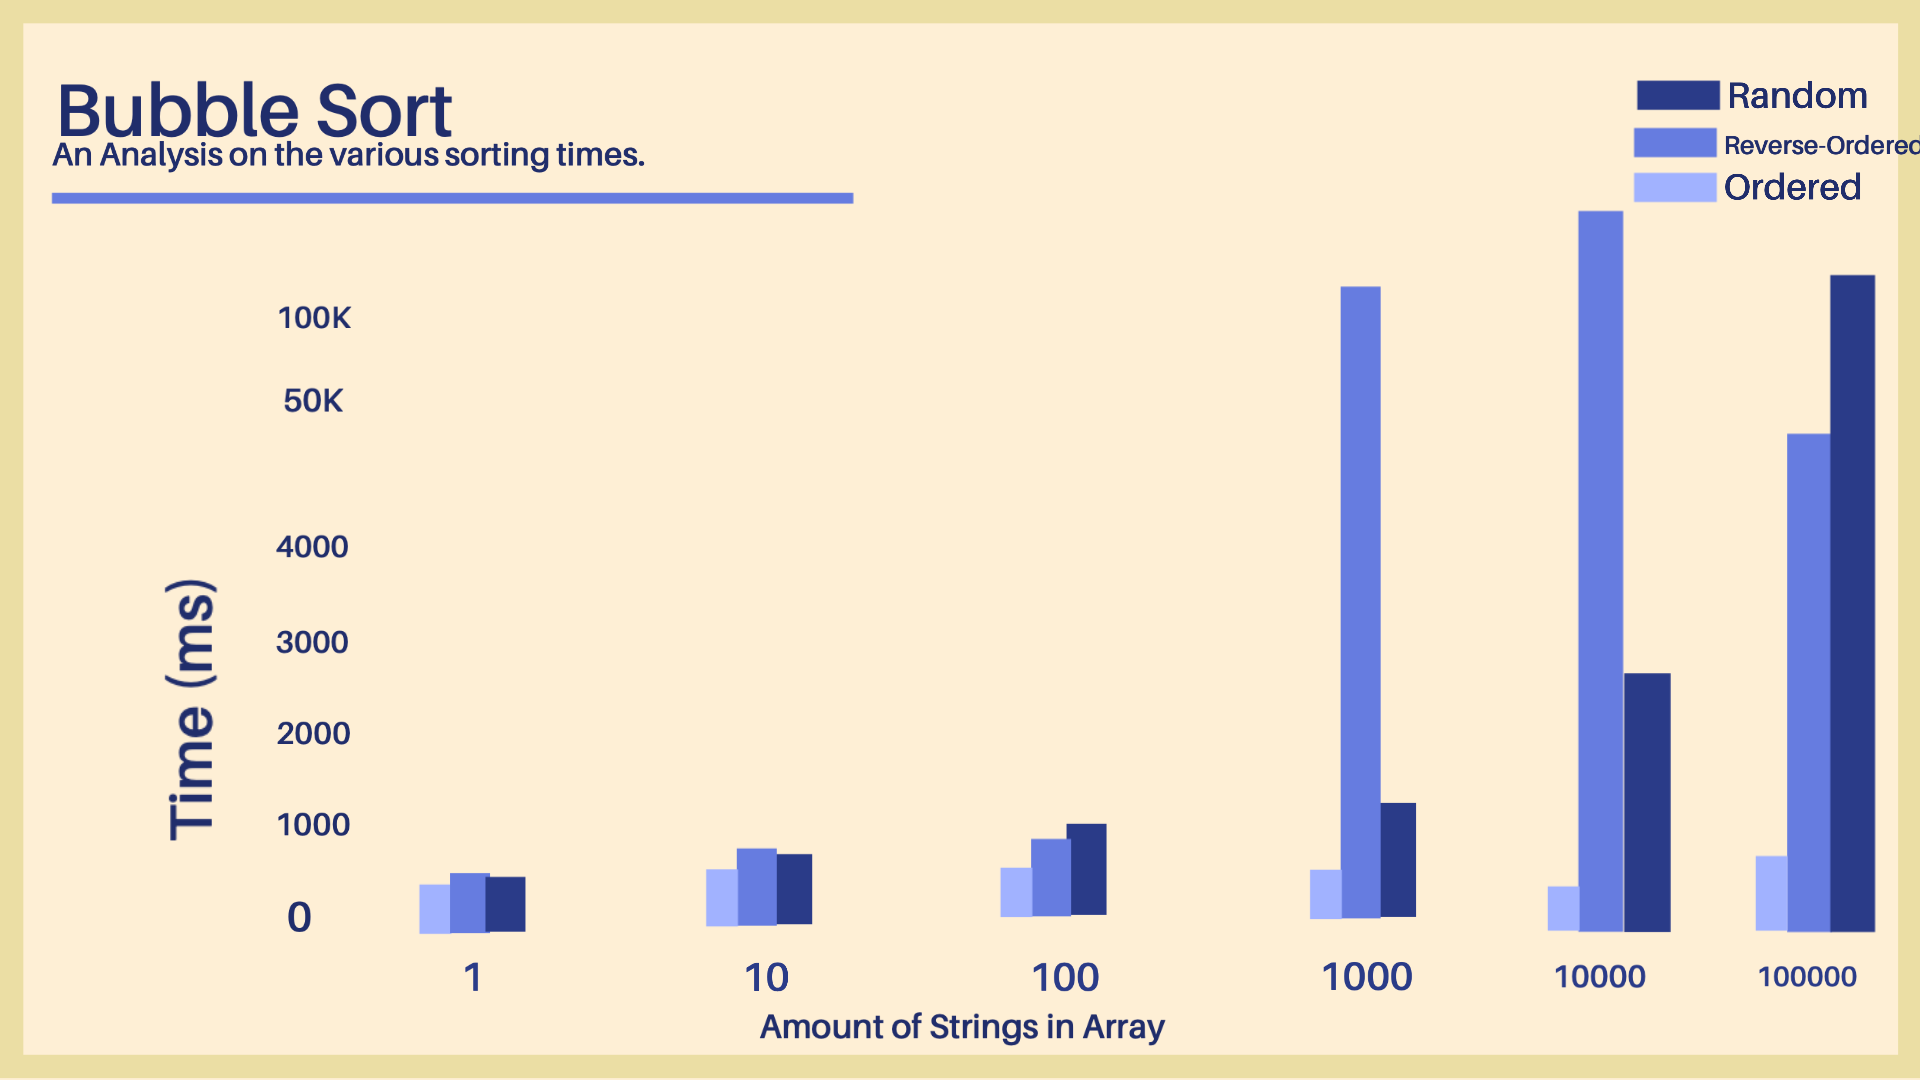 Bubble Sort
An Analysis on the various sorting times.
Random
Reverse-Ordered
Ordered
100K
50K
4000
3000
2000
1000
0
Time (ms)
1 10 100 1000 10000 100000
Amount of Strings in Array